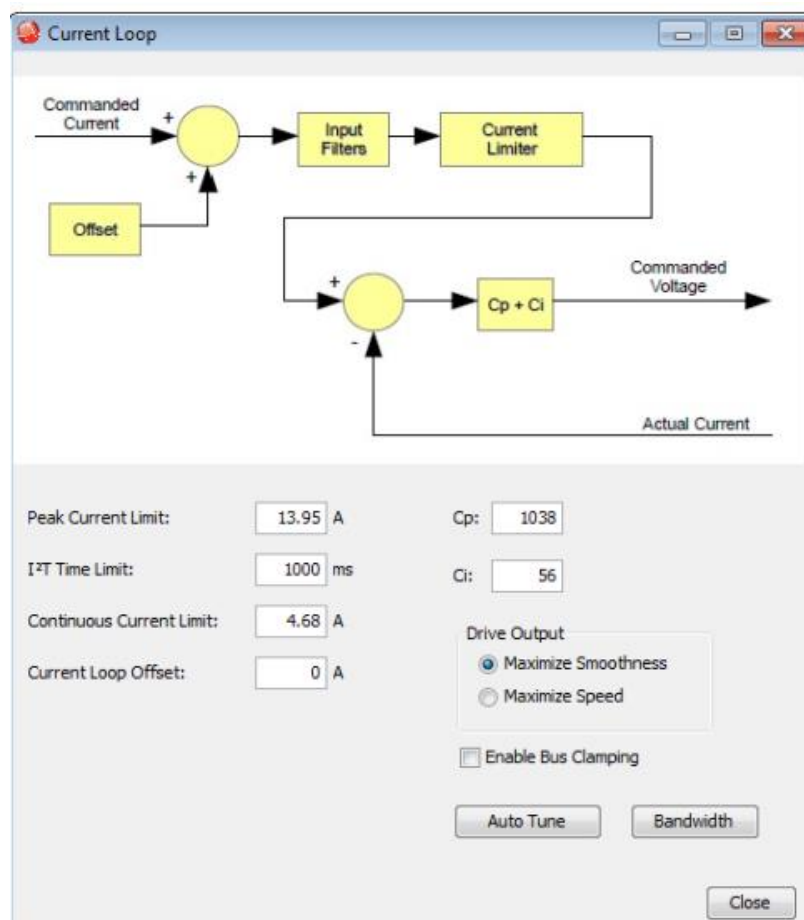 Current Loop
Commanded
Current
+
+
Offset
Input
Filters
Current
Limiter
+
-
Cp + Ci
Commanded
Voltage
Actual Current
Peak Current Limit: 13.95 A
I²T Time Limit: 1000 ms
Continuous Current Limit: 4.68 A
Current Loop Offset: 0 A
Cp: 1038
Ci: 56
Drive Output
Maximize Smoothness
Maximize Speed
Enable Bus Clamping
Auto Tune
Bandwidth
Close